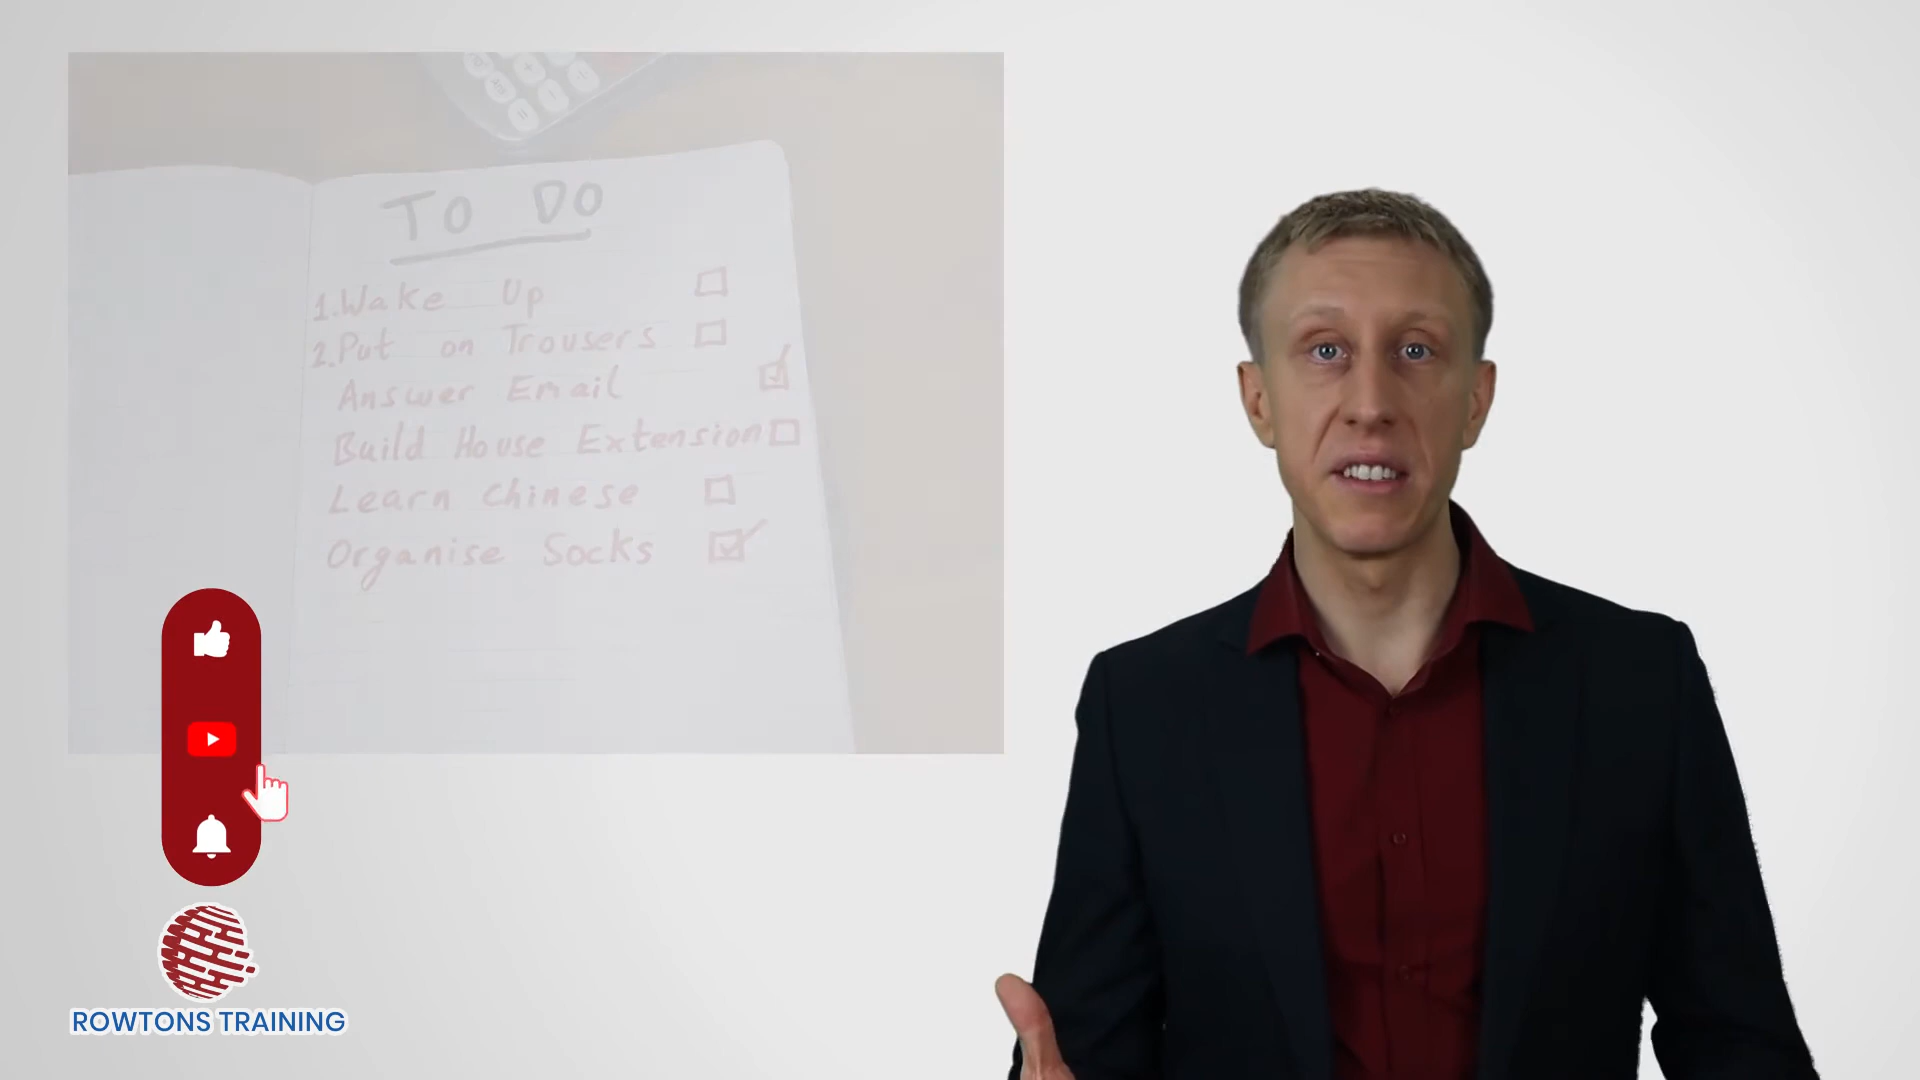 TO DO
1. Wake Up
2. Put on Trousers
Answer Email
Build House Extension
Learn Chinese
Organise Socks
ROWTONS TRAINING